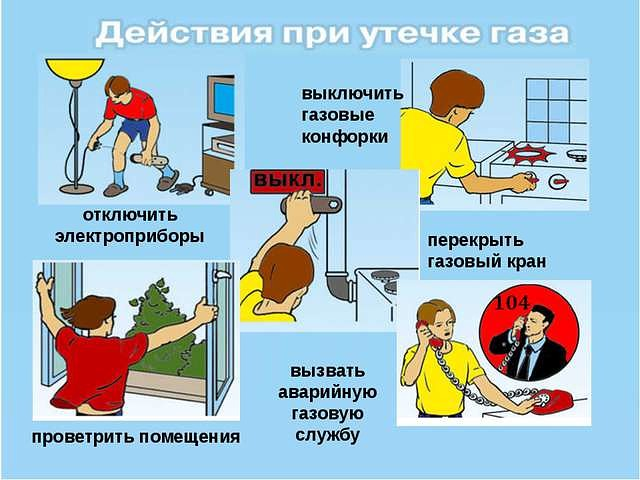 Действия при утечке газа
выключить
газовые
конфорки
выкл.
отключить
электроприборы
перекрыть
газовый кран
104
вызвать
аварийную
газовую
службу
проветрить помещения